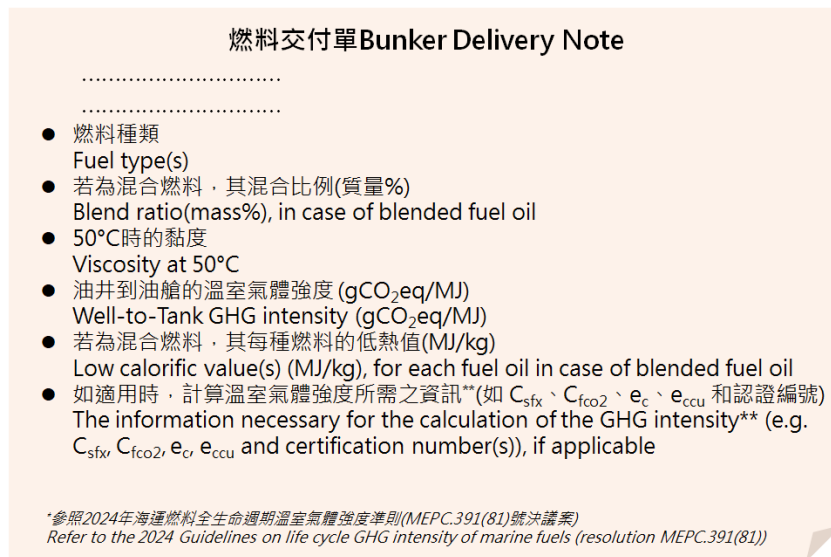 燃料交付單Bunker Delivery Note
…………………………
…………………………
● 燃料種類
Fuel type(s)
● 若為混合燃料，其混合比例(質量%)
Blend ratio(mass%), in case of blended fuel oil
● 50°C時的黏度
Viscosity at 50°C
● 油井到油艙的溫室氣體強度 (gCO₂eq/MJ)
Well-to-Tank GHG intensity (gCO₂eq/MJ)
● 若為混合燃料，其每種燃料的低熱值(MJ/kg)
Low calorific value(s) (MJ/kg), for each fuel oil in case of blended fuel oil
● 如適用時，計算溫室氣體強度所需之資訊**(如 Csfx、Cfco2、ec、eccu 和認證編號)
The information necessary for the calculation of the GHG intensity** (e.g.
Csfx, Cfco2, ec, eccu and certification number(s)), if applicable
*參照2024年海運燃料全生命週期溫室氣體強度準則(MEPC.391(81)號決議案)
Refer to the 2024 Guidelines on life cycle GHG intensity of marine fuels (resolution MEPC.391(81))